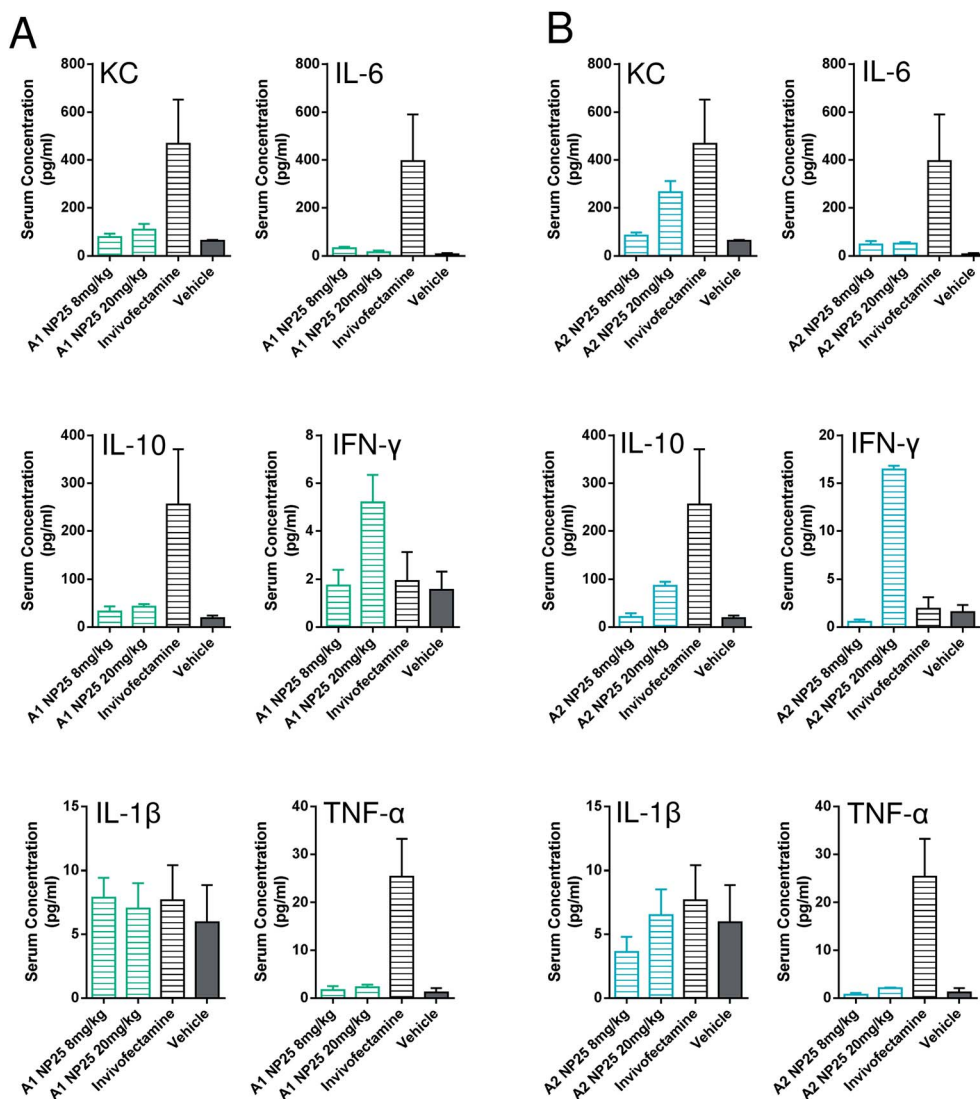 A
B
KC
Serum Concentration
(pg/ml)
800
600
400
200
0
A1 NP25 8mg/kg
A1 NP25 20mg/kg
Invivofectamine
Vehicle
IL-6
Serum Concentration
(pg/ml)
800
600
400
200
0
A1 NP25 8mg/kg
A1 NP25 20mg/kg
Invivofectamine
Vehicle
KC
Serum Concentration
(pg/ml)
800
600
400
200
0
A2 NP25 8mg/kg
A2 NP25 20mg/kg
Invivofectamine
Vehicle
IL-6
Serum Concentration
(pg/ml)
800
600
400
200
0
A2 NP25 8mg/kg
A2 NP25 20mg/kg
Invivofectamine
Vehicle
IL-10
Serum Concentration
(pg/ml)
400
300
200
100
0
A1 NP25 8mg/kg
A1 NP25 20mg/kg
Invivofectamine
Vehicle
IFN-γ
Serum Concentration
(pg/ml)
8
6
4
2
0
A1 NP25 8mg/kg
A1 NP25 20mg/kg
Invivofectamine
Vehicle
IL-10
Serum Concentration
(pg/ml)
400
300
200
100
0
A2 NP25 8mg/kg
A2 NP25 20mg/kg
Invivofectamine
Vehicle
IFN-γ
Serum Concentration
(pg/ml)
20
15
10
5
0
A2 NP25 8mg/kg
A2 NP25 20mg/kg
Invivofectamine
Vehicle
IL-1β
Serum Concentration
(pg/ml)
15
10
5
0
A1 NP25 8mg/kg
A1 NP25 20mg/kg
Invivofectamine
Vehicle
TNF-α
Serum Concentration
(pg/ml)
40
30
20
10
0
A1 NP25 8mg/kg
A1 NP25 20mg/kg
Invivofectamine
Vehicle
IL-1β
Serum Concentration
(pg/ml)
15
10
5
0
A2 NP25 8mg/kg
A2 NP25 20mg/kg
Invivofectamine
Vehicle
TNF-α
Serum Concentration
(pg/ml)
40
30
20
10
0
A2 NP25 8mg/kg
A2 NP25 20mg/kg
Invivofectamine
Vehicle